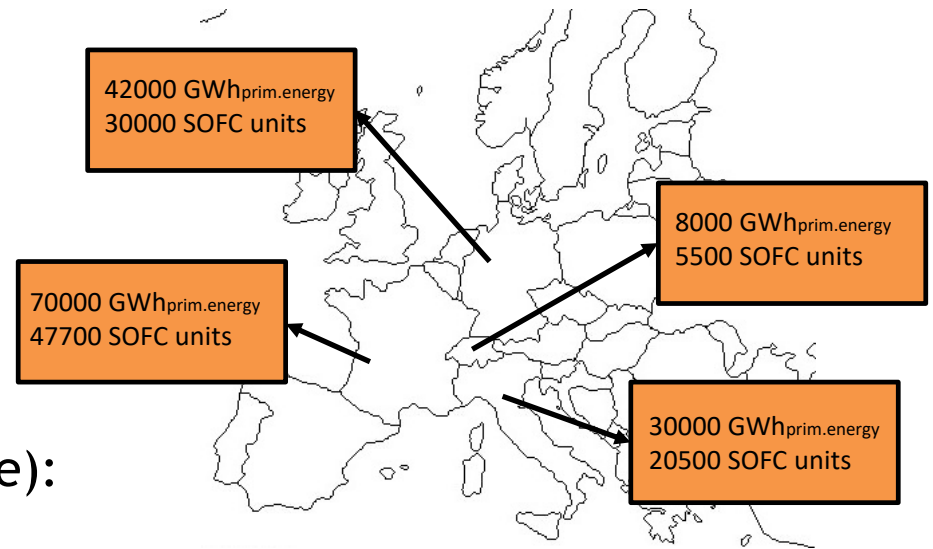 42000 GWhprim.energy
30000 SOFC units
8000 GWhprim.energy
5500 SOFC units
70000 GWhprim.energy
47700 SOFC units
30000 GWhprim.energy
20500 SOFC units
e):